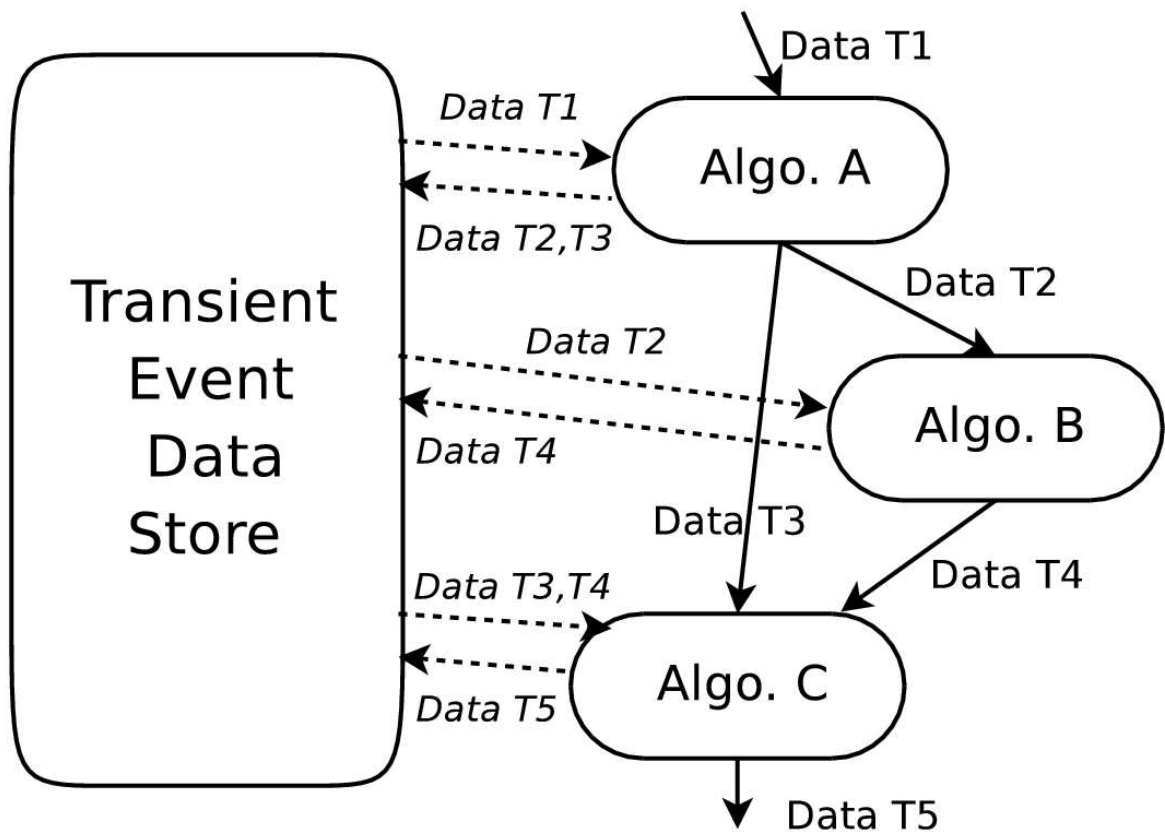 Data T1
Data T1
Algo. A
Data T2,T3
Data T2
Transient
Event
Data
Store
Data T2
Algo. B
Data T4
Data T3
Data T4
Data T3,T4
Algo. C
Data T5
Data T5